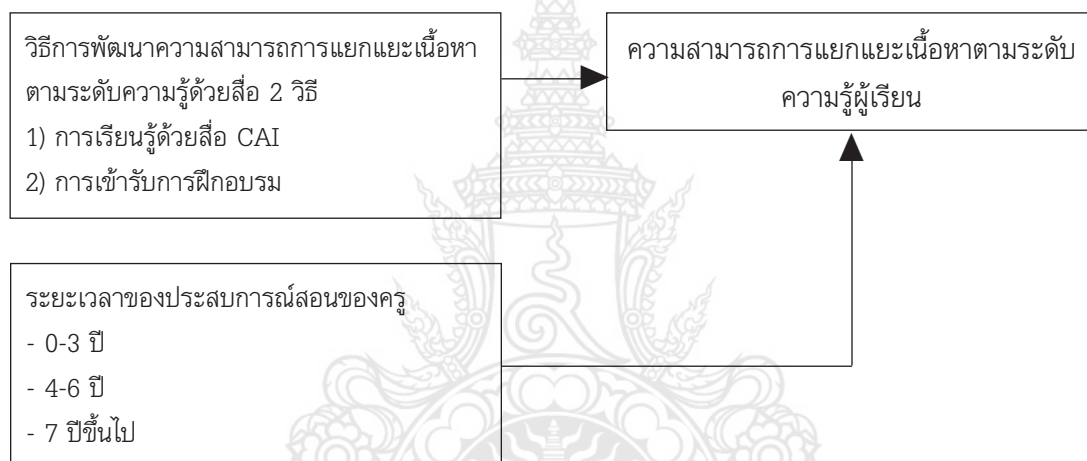 วิธีการพัฒนาความสามารถการแยกแยะเนื้อหา
ตามระดับความรู้ด้วยสื่อ 2 วิธี
1) การเรียนรู้ด้วยสื่อ CAI
2) การเข้ารับการฝึกอบรม
ความสามารถการแยกแยะเนื้อหาตามระดับ
ความรู้ผู้เรียน
ระยะเวลาของประสบการณ์สอนของครู
- 0-3 ปี
- 4-6 ปี
- 7 ปีขึ้นไป